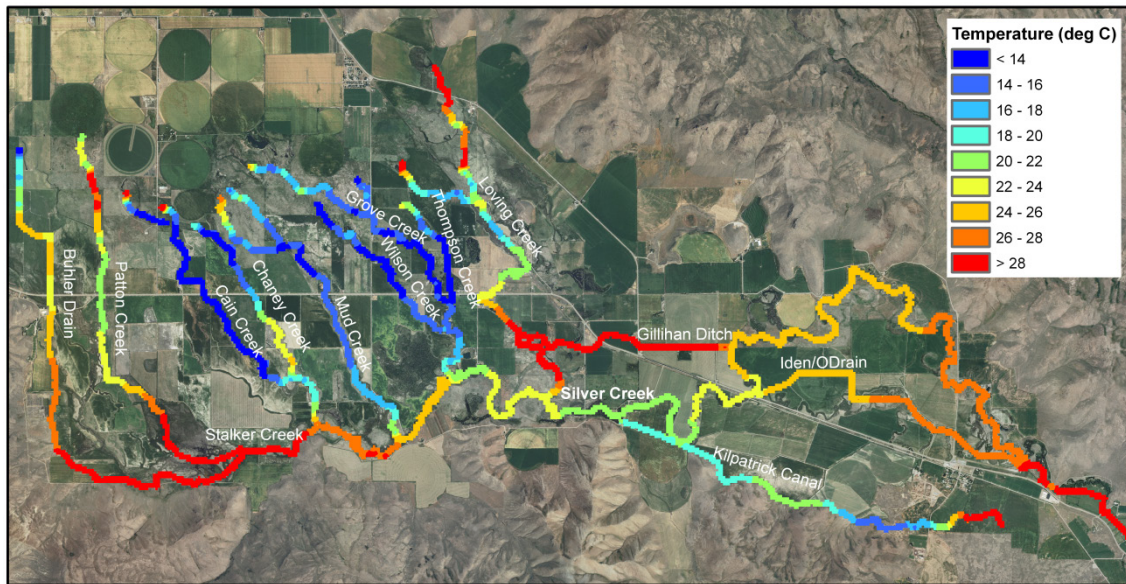 Temperature (deg C)
< 14
14 - 16
16 - 18
18 - 20
20 - 22
22 - 24
24 - 26
26 - 28
> 28
Loving Creek
Thompson Creek
Grove Creek
Wilson Creek
Buhler Drain
Patton Creek
Chaney Creek
Cain Creek
Mud Creek
Gillihan Ditch
Iden/ODrain
Silver Creek
Stalker Creek
Kilpatrick Canal